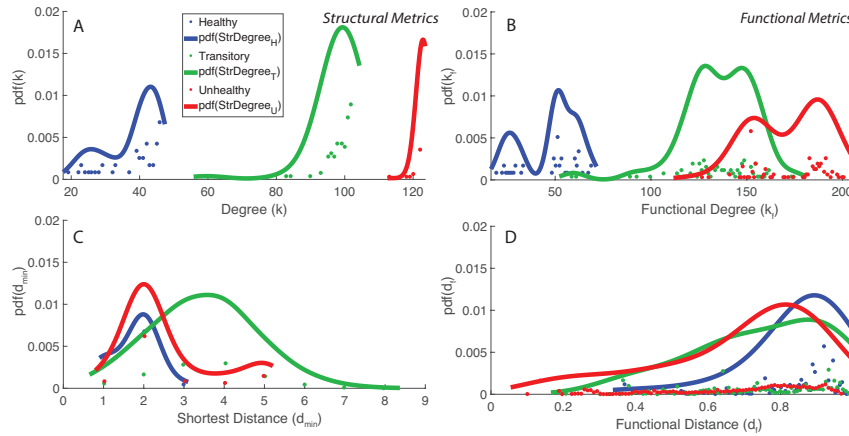 A
Structural Metrics
Healthy
pdf(StrDegree_H)
Transitory
pdf(StrDegree_T)
Unhealthy
pdf(StrDegree_U)
pdf(k)
0.02
0.015
0.01
0.005
0
20 40 60 80 100 120
Degree (k)
B
Functional Metrics
pdf(k_f)
0.02
0.015
0.01
0.005
0
50 100 150 200
Functional Degree (k_f)
C
pdf(d_min)
0.02
0.015
0.01
0.005
0
0 1 2 3 4 5 6 7 8 9
Shortest Distance (d_min)
D
pdf(d_f)
0.02
0.015
0.01
0.005
0
0 0.2 0.4 0.6 0.8
Functional Distance (d_f)